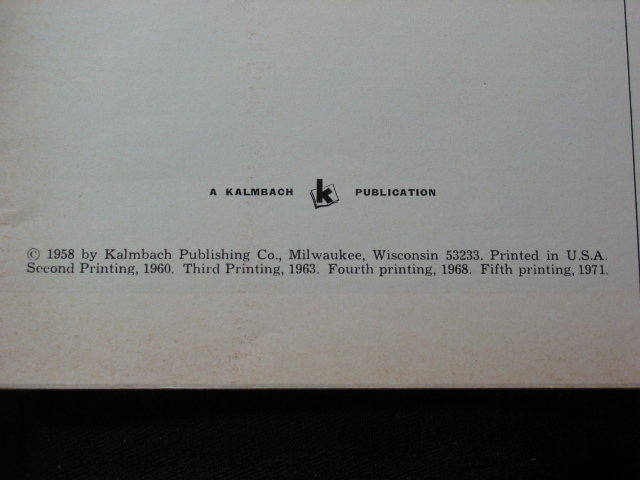 A KALMBACH k PUBLICATION
© 1958 by Kalmbach Publishing Co., Milwaukee, Wisconsin 53233. Printed in U.S.A.
Second Printing, 1960. Third Printing, 1963. Fourth printing, 1968. Fifth printing, 1971.